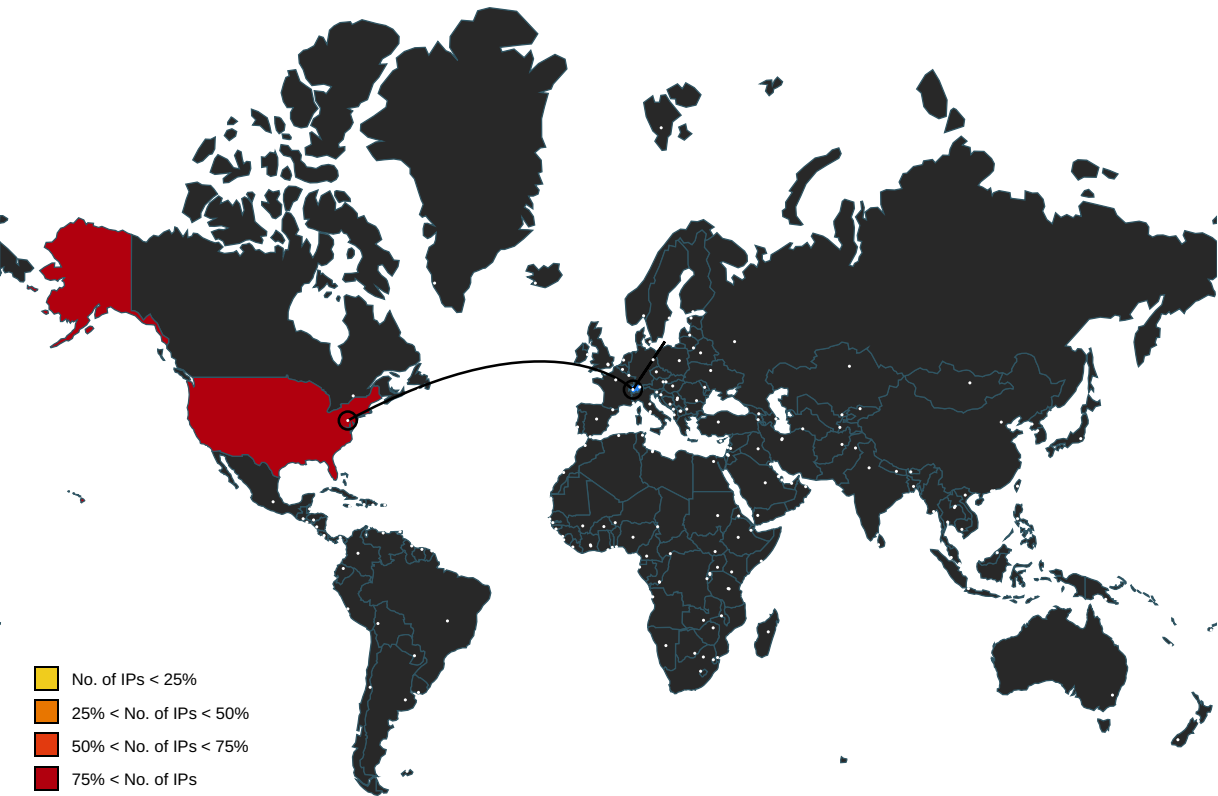 No. of IPs < 25%
25% < No. of IPs < 50%
50% < No. of IPs < 75%
75% < No. of IPs